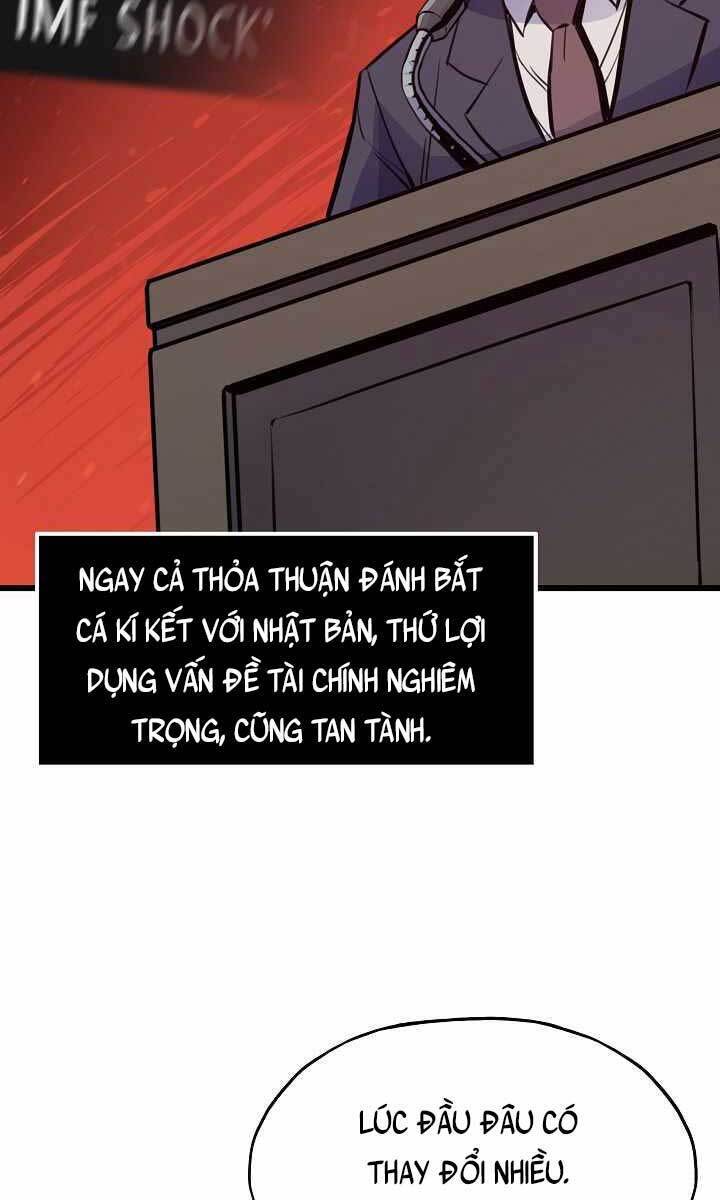 IMF SHOCK'
NGAY CẢ THỎA THUẬN ĐÁNH BẮT
CÁ KÍ KẾT VỚI NHẬT BẢN, THỨ LỢI
DỤNG VẤN ĐỀ TÀI CHÍNH NGHIÊM
TRỌNG, CŨNG TAN TÀNH.
LÚC ĐẦU ĐÂU CÓ
THAY ĐỔI NHIỀU.